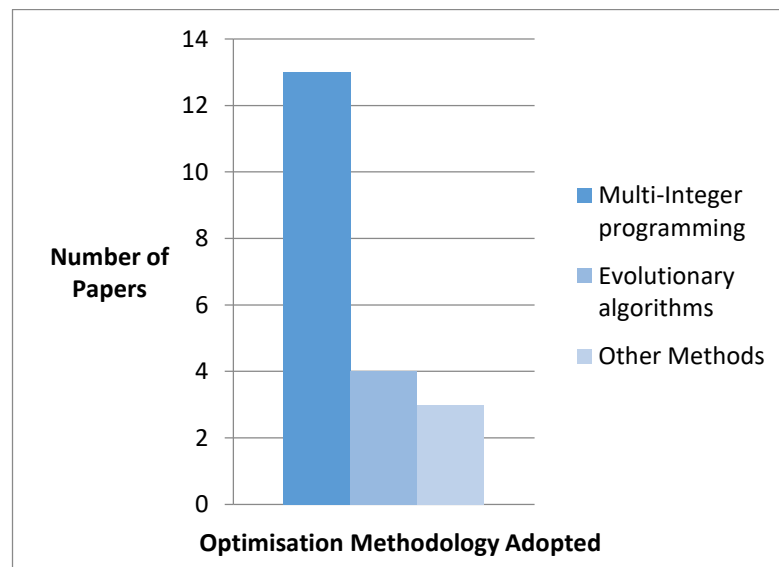 14
12
10
8
6
4
2
0
Number of
Papers
Optimisation Methodology Adopted
Multi-Integer
programming
Evolutionary
algorithms
Other Methods